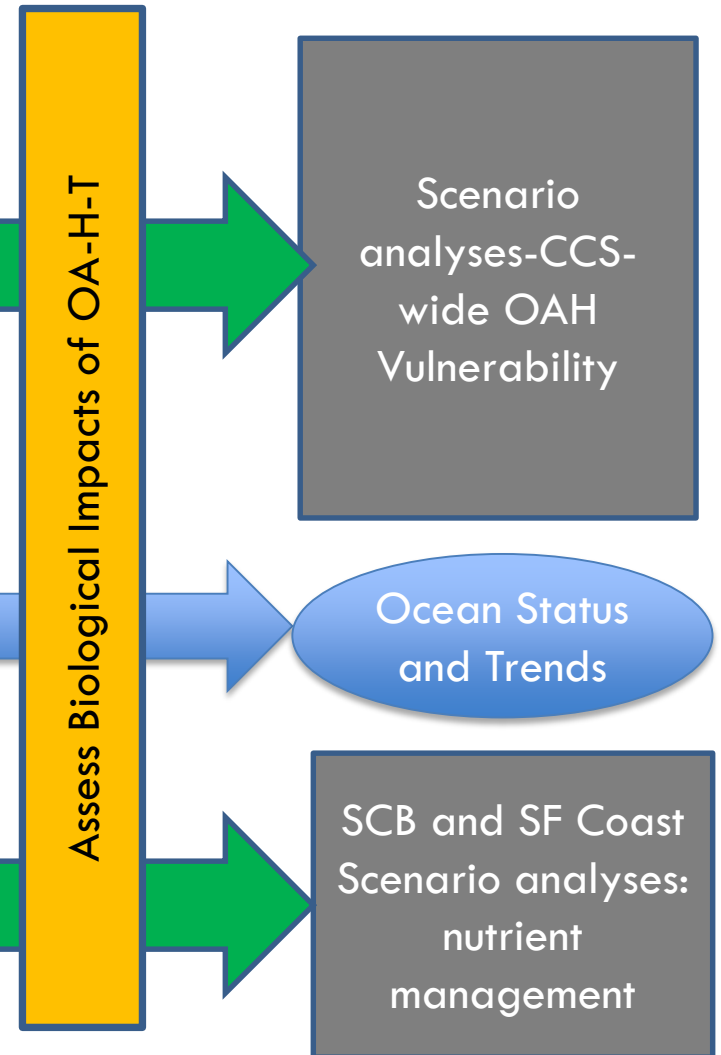 Assess Biological Impacts of OA-H-T
Scenario
analyses-CCS-
wide OAH
Vulnerability
Ocean Status
and Trends
SCB and SF Coast
Scenario analyses:
nutrient
management